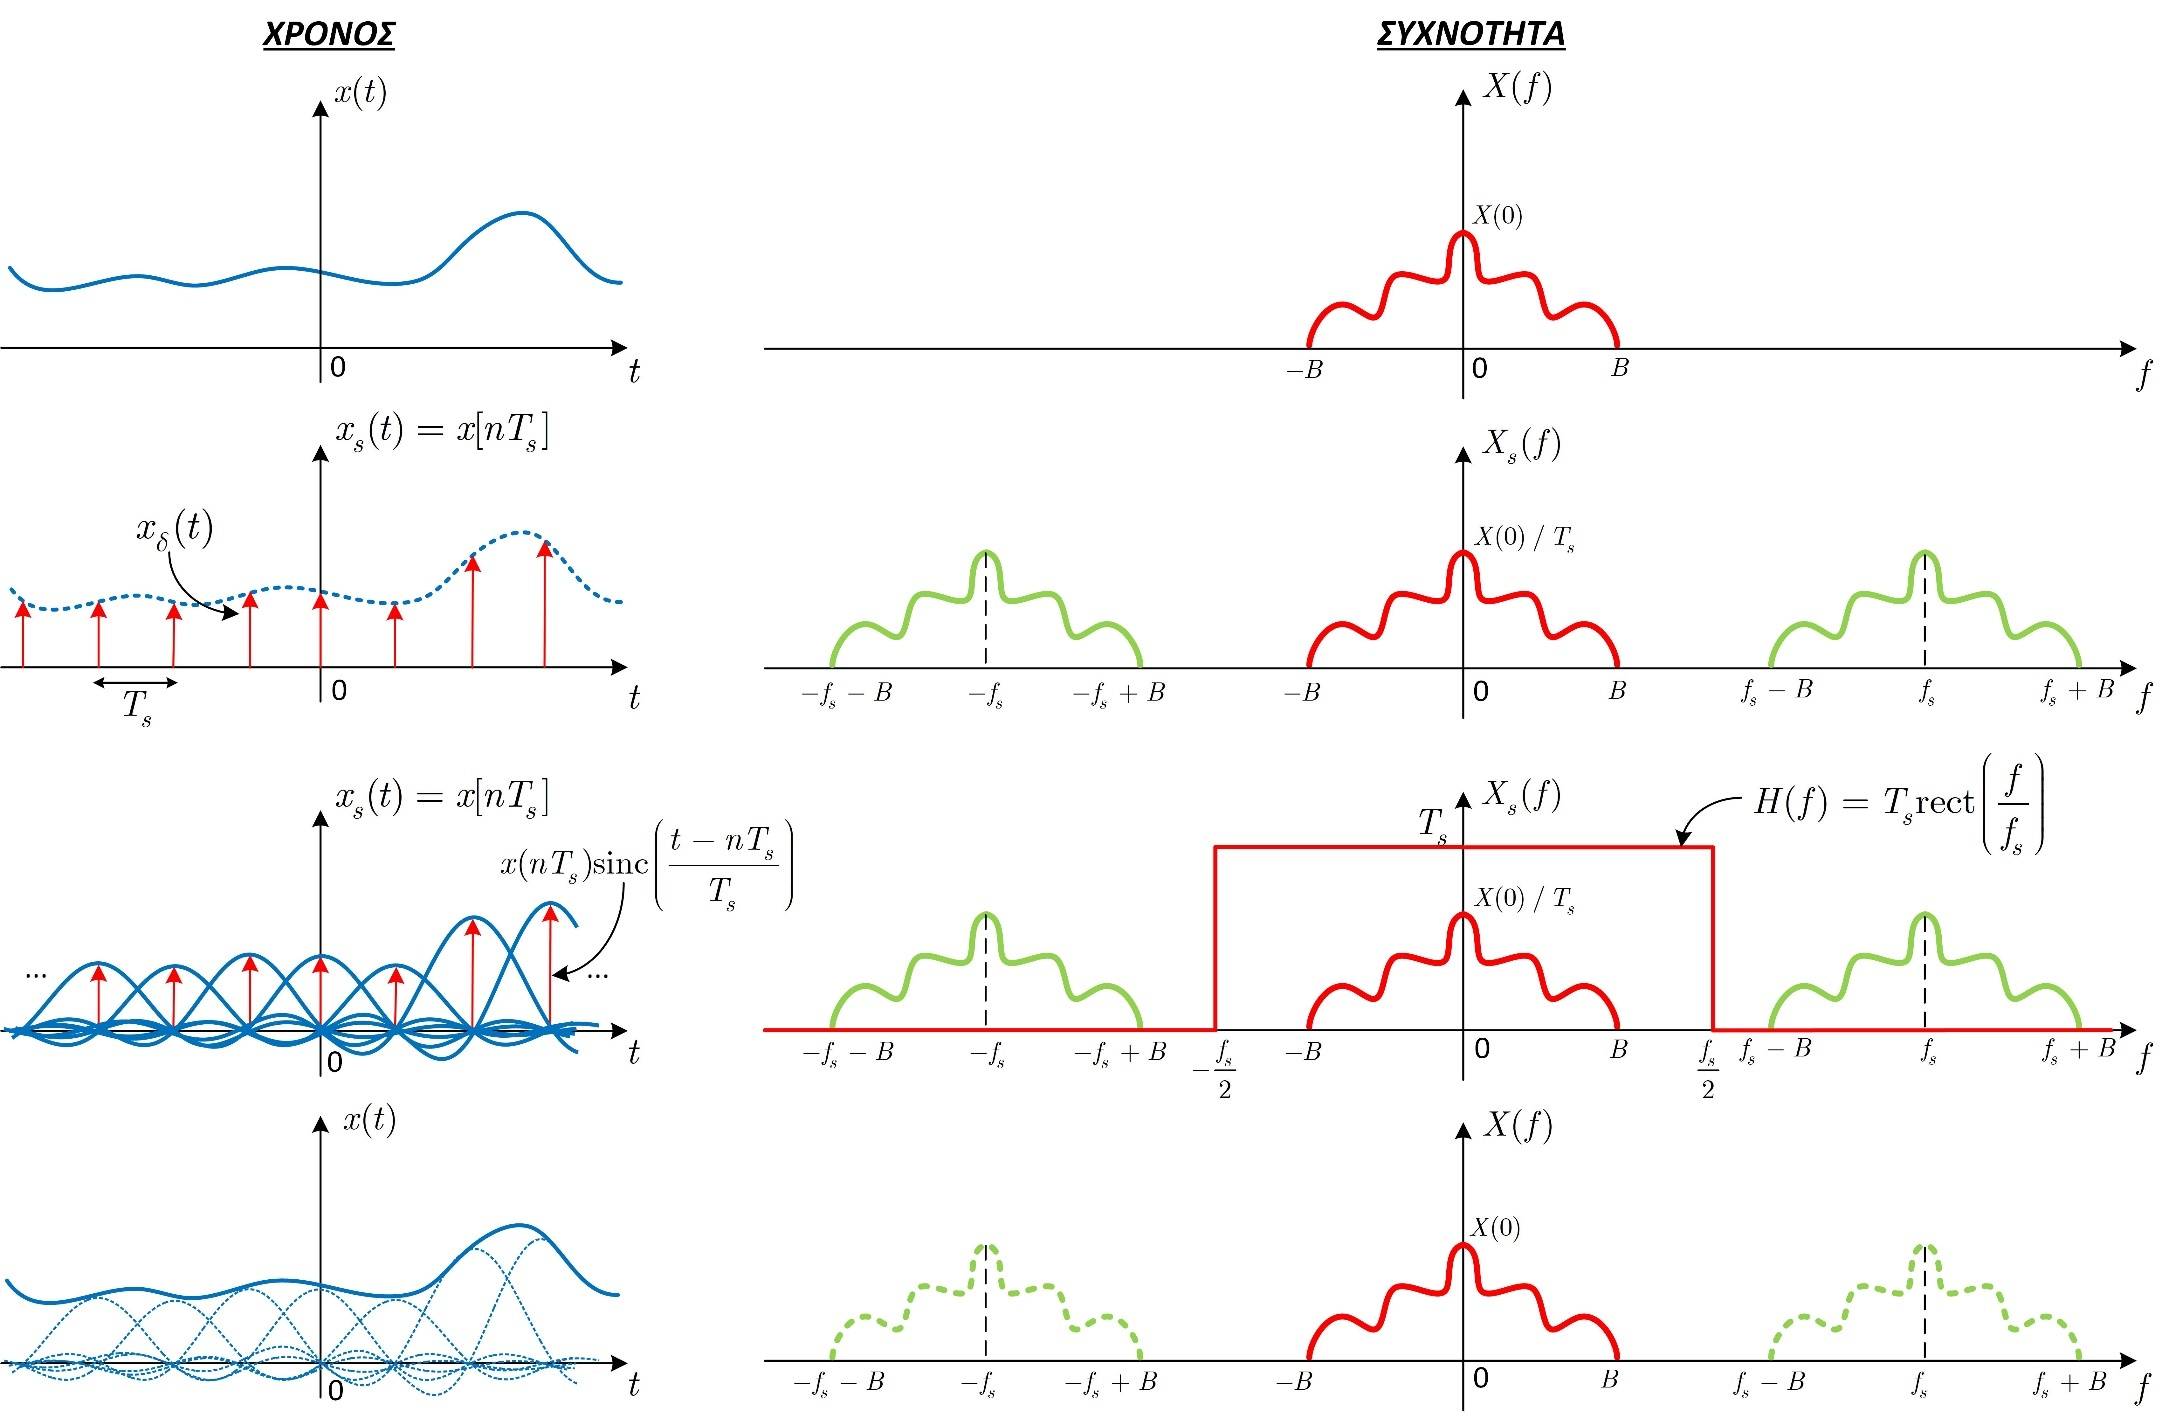 ΧΡΟΝΟΣ
ΣΥΧΝΟΤΗΤΑ
x(t)
0
t
X(f)
X(0)
−B
0
B
f
x_s(t) = x[nT_s]
x_δ(t)
T_s
0
t
X_s(f)
X(0) / T_s
−f_s − B
−f_s
−f_s + B
−B
0
B
f_s − B
f_s
f_s + B
f
x_s(t) = x[nT_s]
x(nT_s)sinc((t − nT_s)/T_s)
...
...
0
t
X_s(f)
T_s
H(f) = T_s rect(f/f_s)
X(0) / T_s
−f_s − B
−f_s
−f_s + B
−f_s/2
−B
0
B
f_s/2
f_s − B
f_s
f_s + B
f
x(t)
0
t
X(f)
X(0)
−f_s − B
−f_s
−f_s + B
−B
0
B
f_s − B
f_s
f_s + B
f